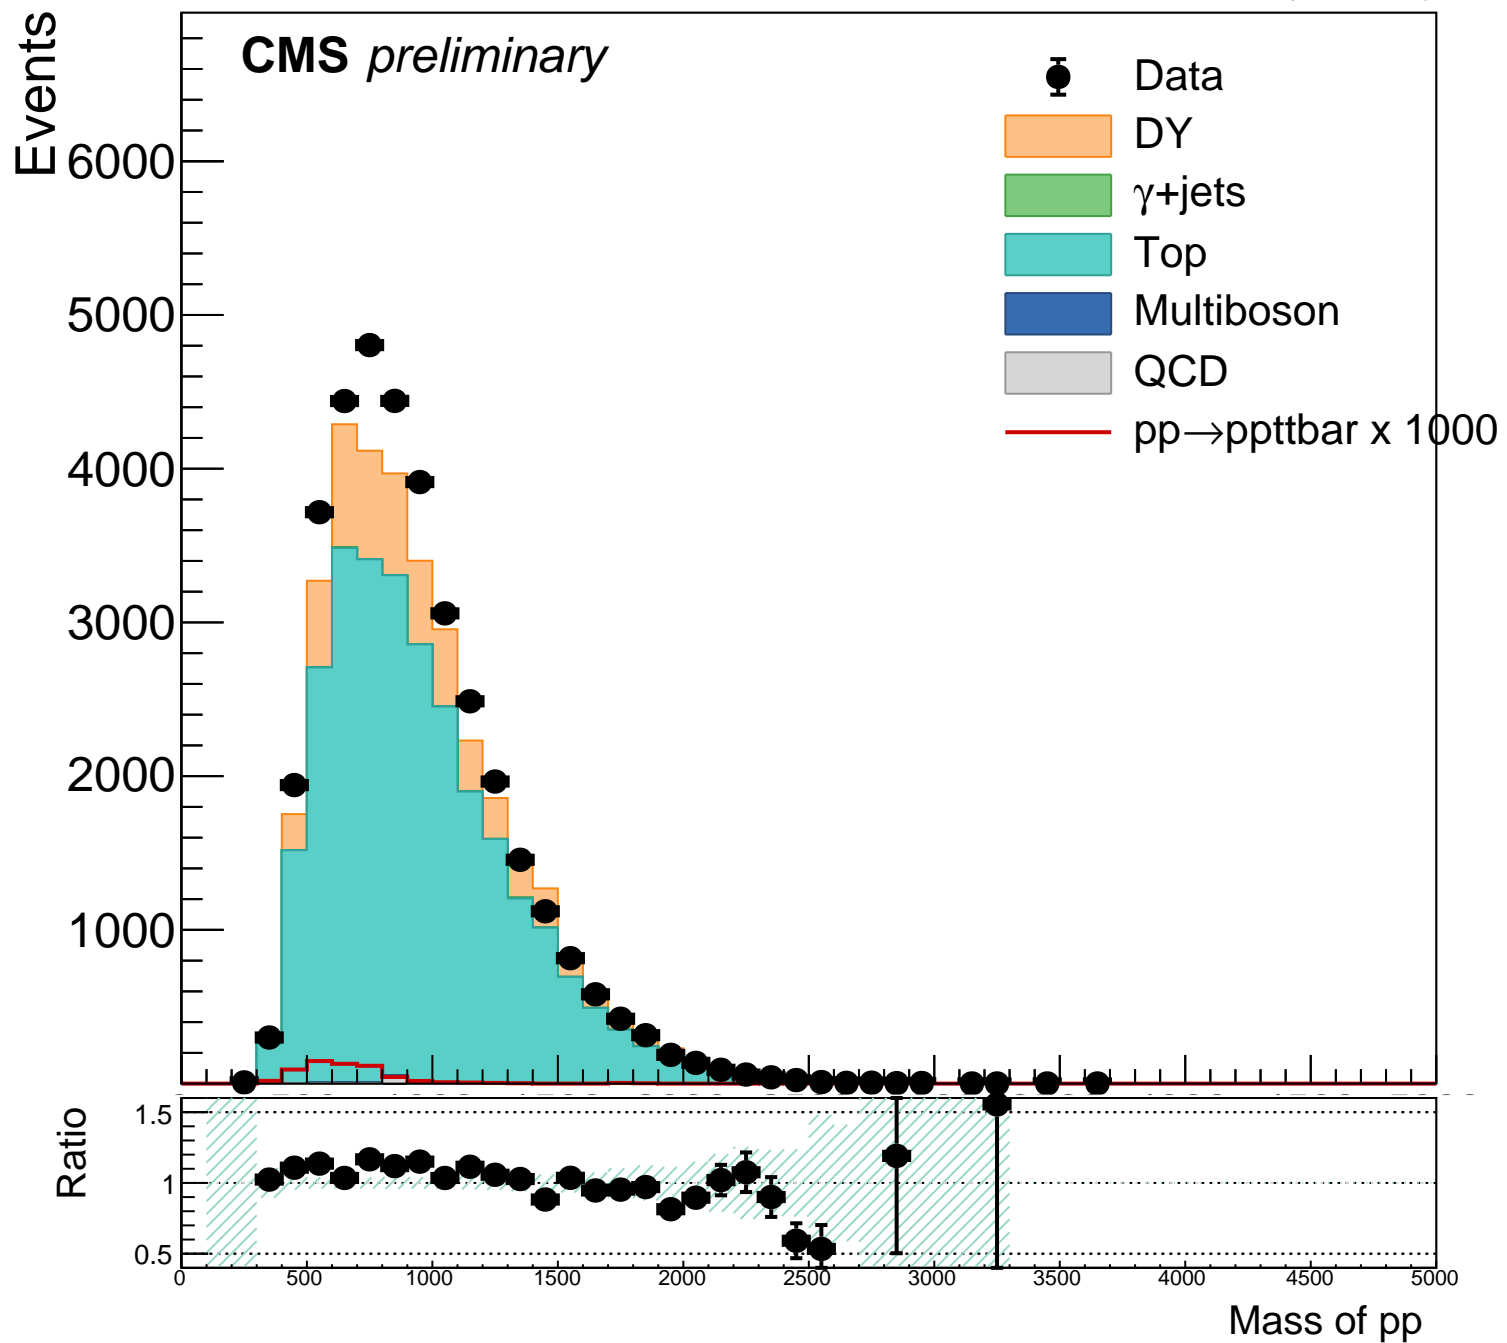 CMS preliminary
Events
6000
5000
4000
3000
2000
1000
Data
DY
γ+jets
Top
Multiboson
QCD
pp→ppttbar x 1000
Ratio
1.5
1
0.5
0 500 1000 1500 2000 2500 3000 3500 4000 4500 5000
Mass of pp